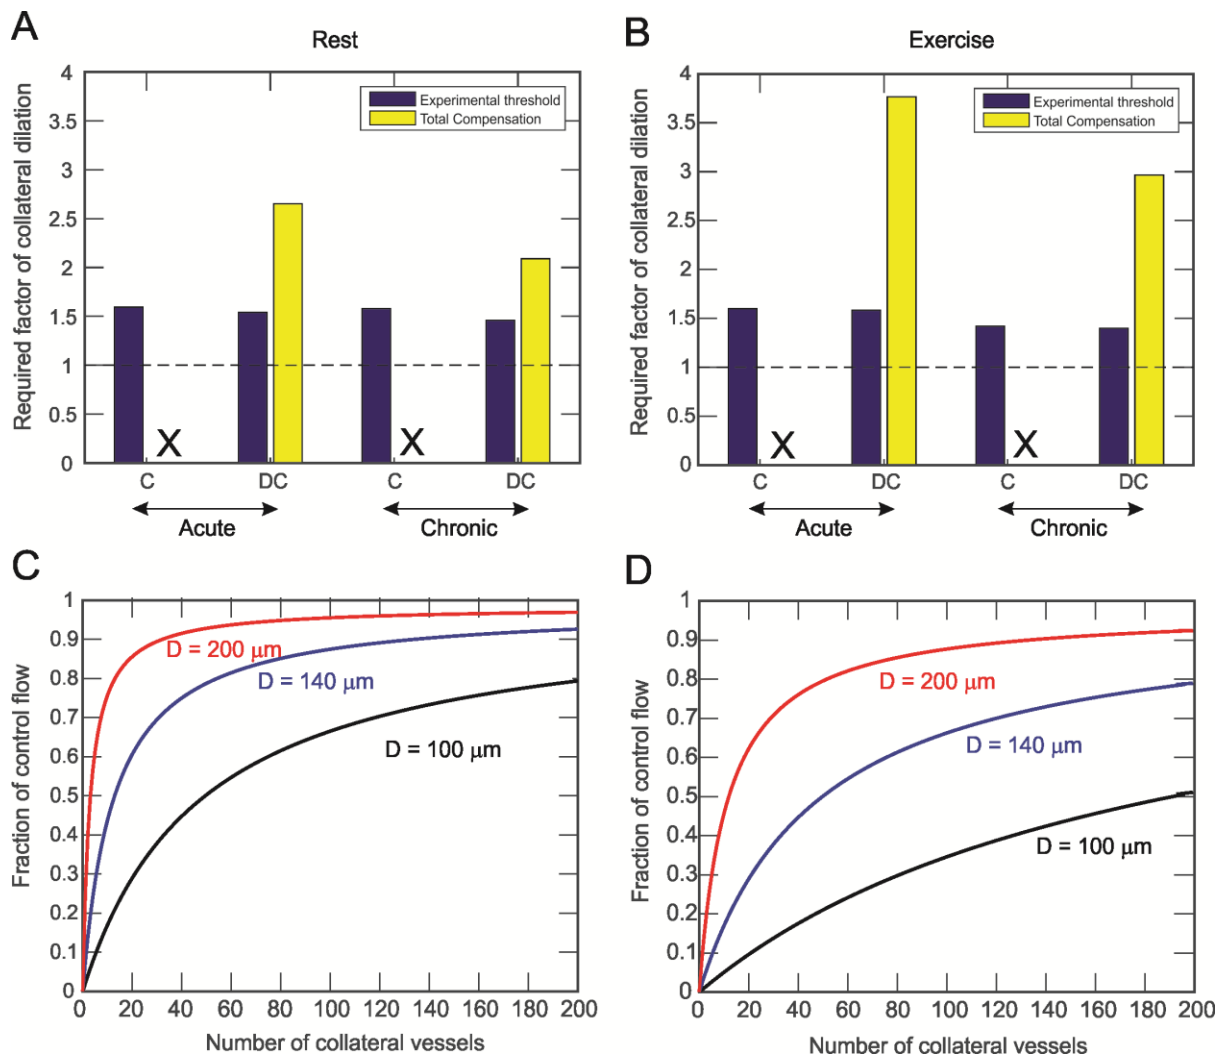 A
Rest
Required factor of collateral dilation
4
3.5
3
2.5
2
1.5
1
0.5
0
Experimental threshold
Total Compensation
X
X
C
DC
C
DC
Acute
Chronic
B
Exercise
Required factor of collateral dilation
4
3.5
3
2.5
2
1.5
1
0.5
0
Experimental threshold
Total Compensation
X
X
C
DC
C
DC
Acute
Chronic
C
Fraction of control flow
1
0.9
0.8
0.7
0.6
0.5
0.4
0.3
0.2
0.1
0
D = 200 μm
D = 140 μm
D = 100 μm
0 20 40 60 80 100 120 140 160 180 200
Number of collateral vessels
D
Fraction of control flow
1
0.9
0.8
0.7
0.6
0.5
0.4
0.3
0.2
0.1
0
D = 200 μm
D = 140 μm
D = 100 μm
0 20 40 60 80 100 120 140 160 180 200
Number of collateral vessels